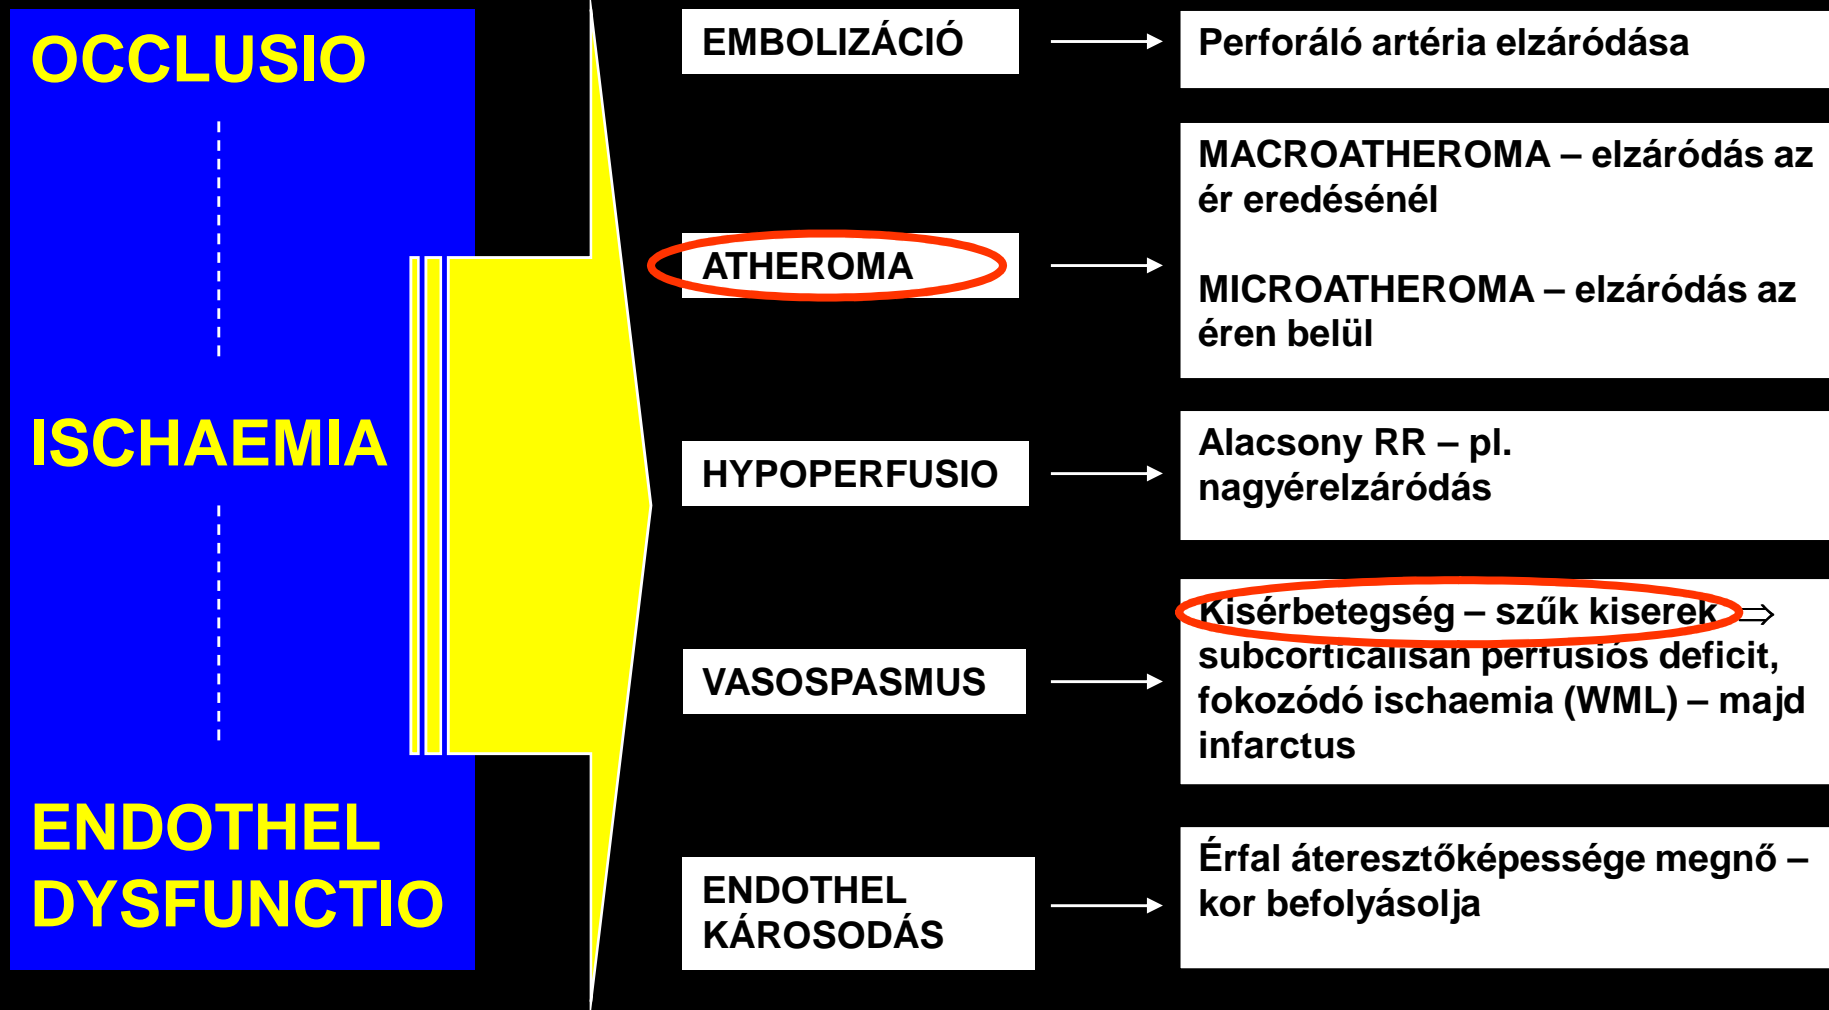 OCCLUSIO
ISCHAEMIA
ENDOTHEL
DYSFUNCTIO
EMBOLIZÁCIÓ
Perforáló artéria elzáródása
ATHEROMA
MACROATHEROMA – elzáródás az
ér eredésénél
MICROATHEROMA – elzáródás az
éren belül
HYPOPERFUSIO
Alacsony RR – pl.
nagyérelzáródás
VASOSPASMUS
Kisérbetegség – szűk kiserek ⇒
subcorticalisan perfusiós deficit,
fokozódó ischaemia (WML) – majd
infarctus
ENDOTHEL
KÁROSODÁS
Érfal áteresztőképessége megnő –
kor befolyásolja